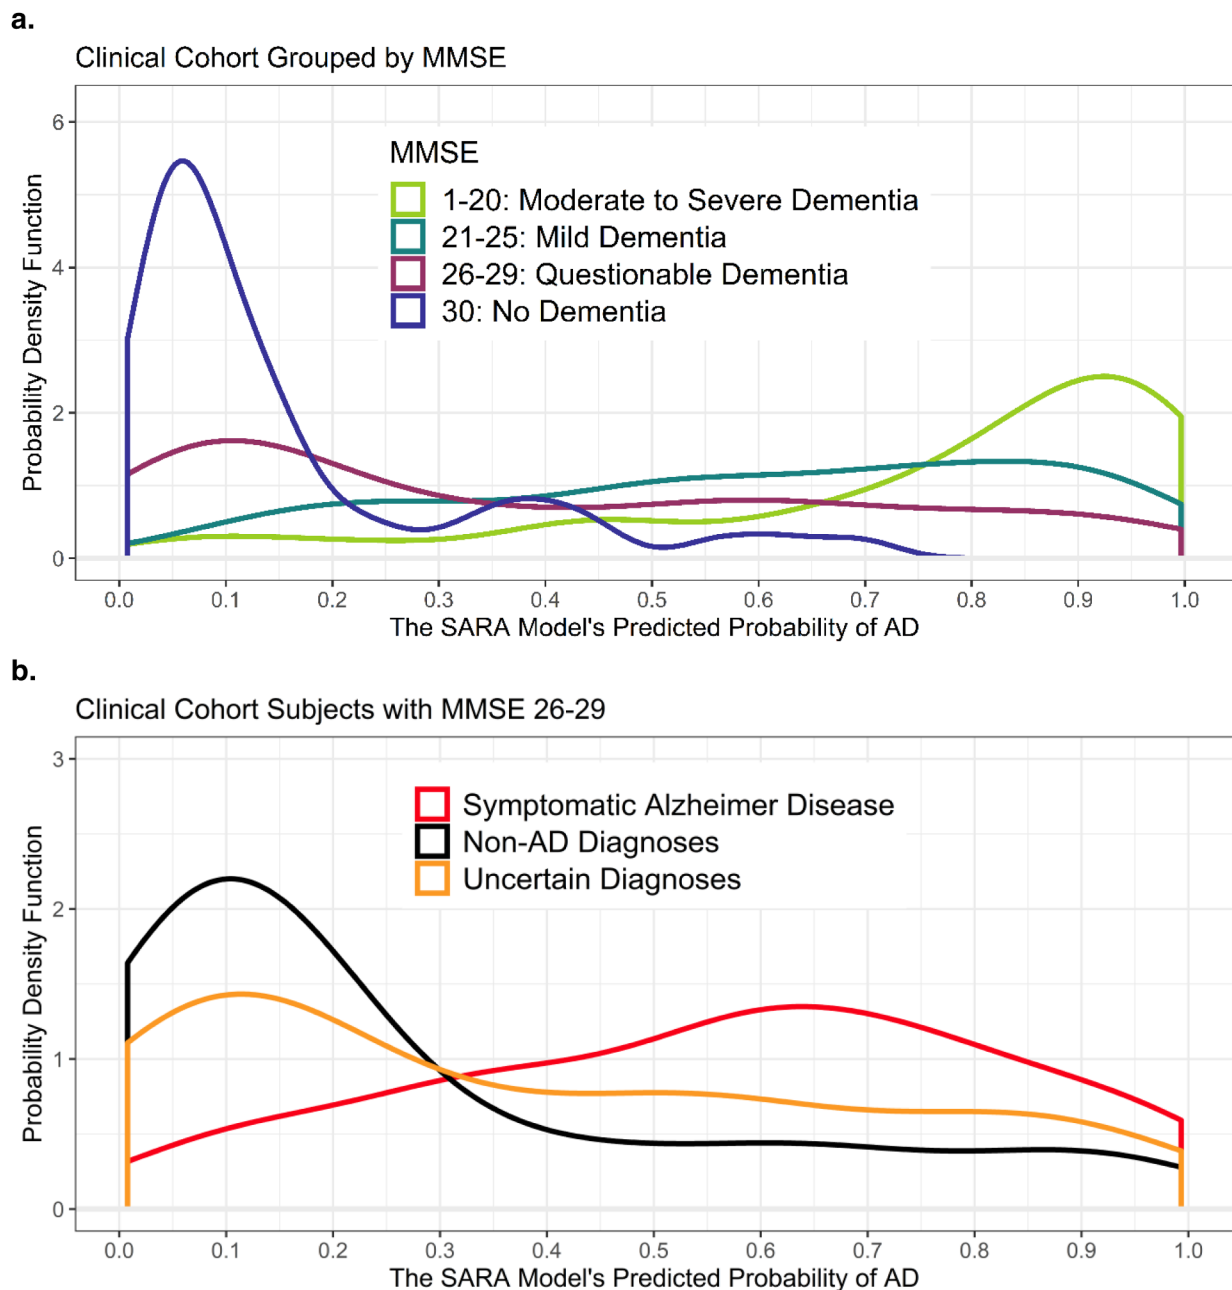 a.
Clinical Cohort Grouped by MMSE
6
4
2
0
Probability Density Function
MMSE
1-20: Moderate to Severe Dementia
21-25: Mild Dementia
26-29: Questionable Dementia
30: No Dementia
0.0 0.1 0.2 0.3 0.4 0.5 0.6 0.7 0.8 0.9 1.0
The SARA Model's Predicted Probability of AD
b.
Clinical Cohort Subjects with MMSE 26-29
3
2
1
0
Probability Density Function
Symptomatic Alzheimer Disease
Non-AD Diagnoses
Uncertain Diagnoses
0.0 0.1 0.2 0.3 0.4 0.5 0.6 0.7 0.8 0.9 1.0
The SARA Model's Predicted Probability of AD